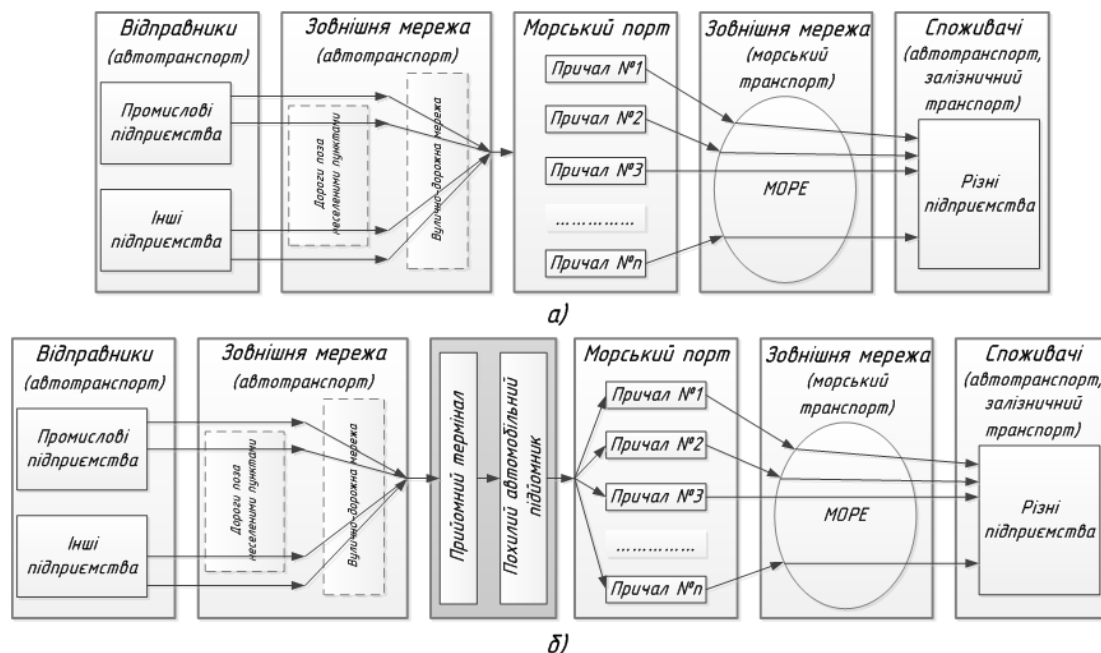 Відправники
(автотранспорт)
Промислові
підприємства
Інші
підприємства
Зовнішня мережа
(автотранспорт)
Дороги поза
населеними пунктами
Вулично-дорожна мережа
Морський порт
Причал №1
Причал №2
Причал №3
……………
Причал №n
Зовнішня мережа
(морський
транспорт)
МОРЕ
Споживачі
(автотранспорт,
залізничний
транспорт)
Різні
підприємства
а)
Відправники
(автотранспорт)
Промислові
підприємства
Інші
підприємства
Зовнішня мережа
(автотранспорт)
Дороги поза
населеними пунктами
Вулично-дорожна мережа
Прийомний термінал
Похилий автомобільний
підйомник
Морський порт
Причал №1
Причал №2
Причал №3
……………
Причал №n
Зовнішня мережа
(морський
транспорт)
МОРЕ
Споживачі
(автотранспорт,
залізничний
транспорт)
Різні
підприємства
б)